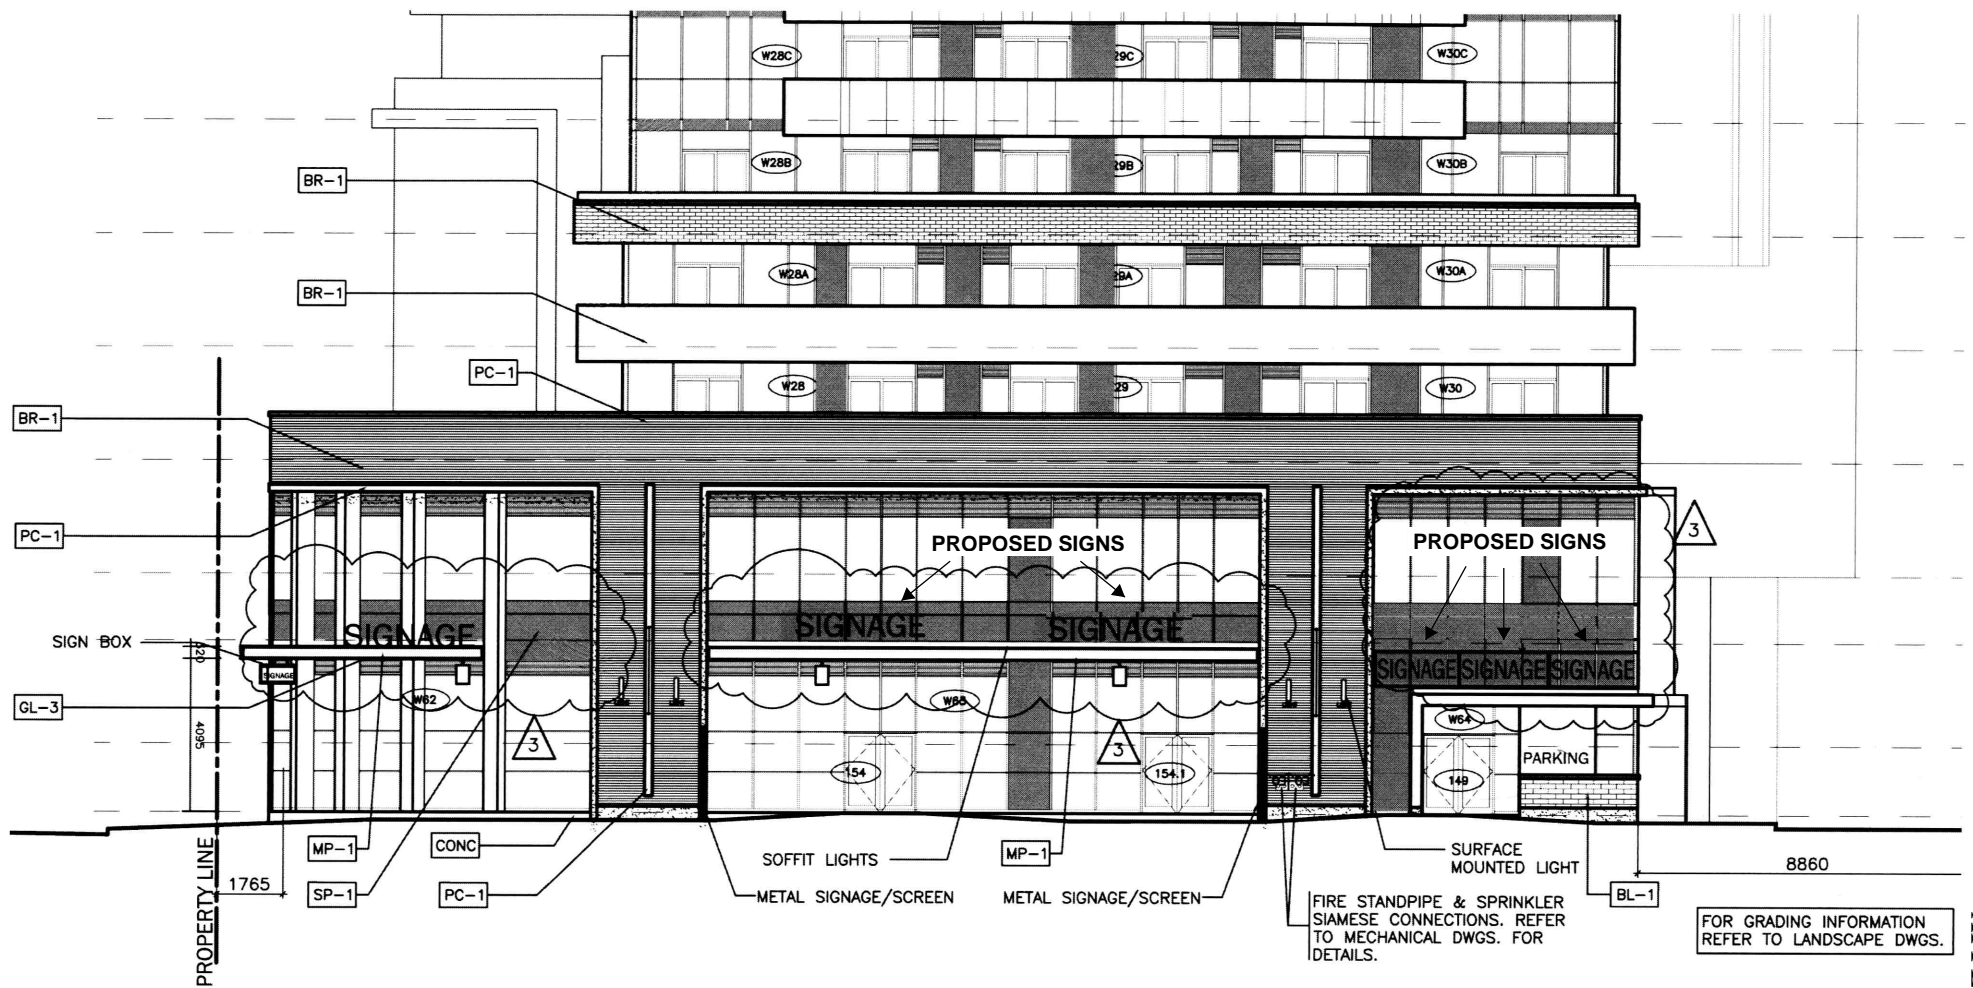 W28C
29C
W30C
W28B
29B
W30B
BR-1
W28A
29A
W30A
BR-1
PC-1
W28
29
W30
BR-1
PC-1
PROPOSED SIGNS
PROPOSED SIGNS
3
SIGN BOX
SIGNAGE
SIGNAGE
SIGNAGE
SIGNAGE
SIGNAGE
SIGNAGE
SIGNAGE
GL-3
W62
W64
4095
3
3
154
154.1
149
PARKING
MP-1
CONC
SOFFIT LIGHTS
MP-1
SURFACE
MOUNTED LIGHT
8860
1765
SP-1
PC-1
METAL SIGNAGE/SCREEN
METAL SIGNAGE/SCREEN
BL-1
PROPERTY LINE
FIRE STANDPIPE & SPRINKLER
SIAMESE CONNECTIONS. REFER
TO MECHANICAL DWGS. FOR
DETAILS.
FOR GRADING INFORMATION
REFER TO LANDSCAPE DWGS.